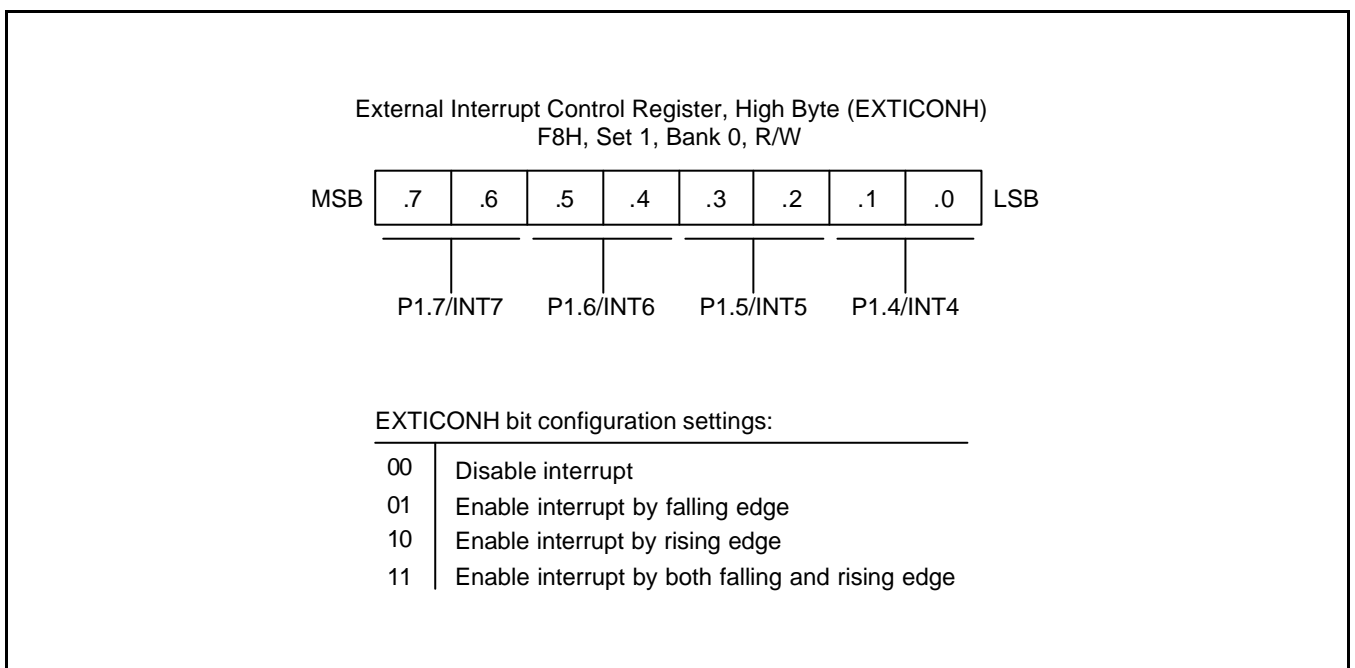 External Interrupt Control Register, High Byte (EXTICONH)
F8H, Set 1, Bank 0, R/W
MSB .7 .6 .5 .4 .3 .2 .1 .0 LSB
P1.7/INT7 P1.6/INT6 P1.5/INT5 P1.4/INT4
EXTICONH bit configuration settings:
00 Disable interrupt
01 Enable interrupt by falling edge
10 Enable interrupt by rising edge
11 Enable interrupt by both falling and rising edge